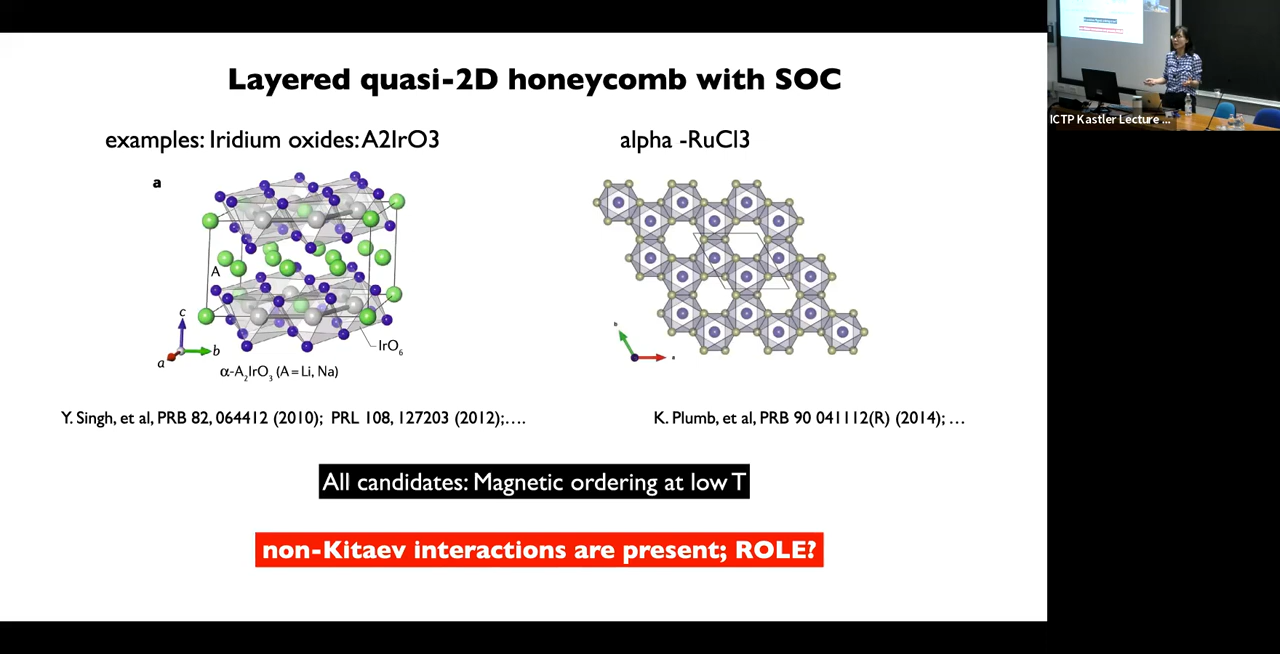 Layered quasi-2D honeycomb with SOC
examples: Iridium oxides: A2IrO3
alpha -RuCl3
a
A
c
b
a
IrO₆
α-A₂IrO₃ (A = Li, Na)
b
a
Y. Singh, et al, PRB 82, 064412 (2010); PRL 108, 127203 (2012);....
K. Plumb, et al, PRB 90 041112(R) (2014); ...
All candidates: Magnetic ordering at low T
non-Kitaev interactions are present; ROLE?
ICTP Kastler Lecture ...